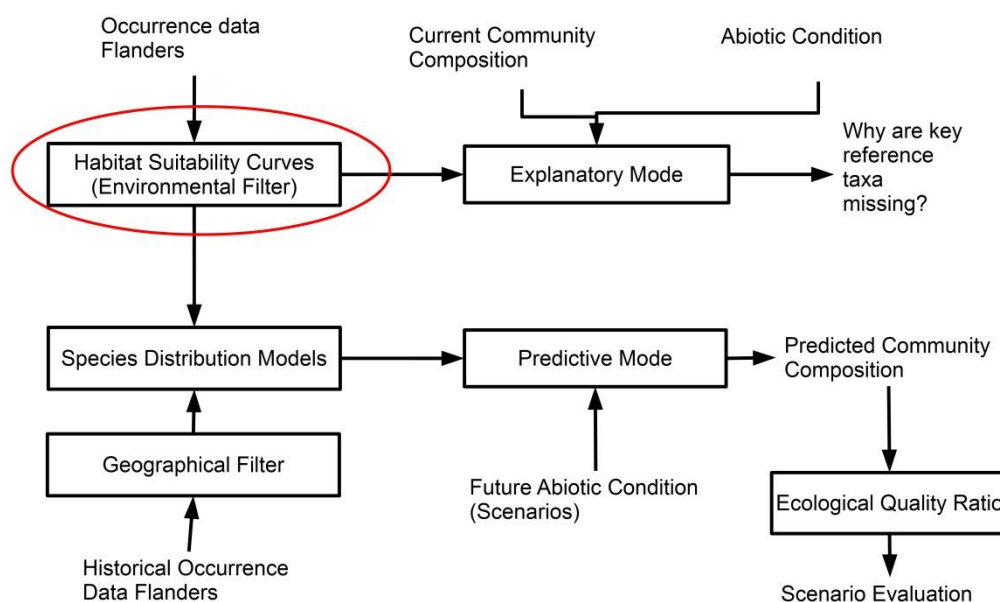 Occurrence data
Flanders
Current Community
Composition
Abiotic Condition
Habitat Suitability Curves
(Environmental Filter)
Explanatory Mode
Why are key
reference
taxa
missing?
Species Distribution Models
Predictive Mode
Predicted Community
Composition
Geographical Filter
Future Abiotic Condition
(Scenarios)
Ecological Quality Ratio
Historical Occurrence
Data Flanders
Scenario Evaluation